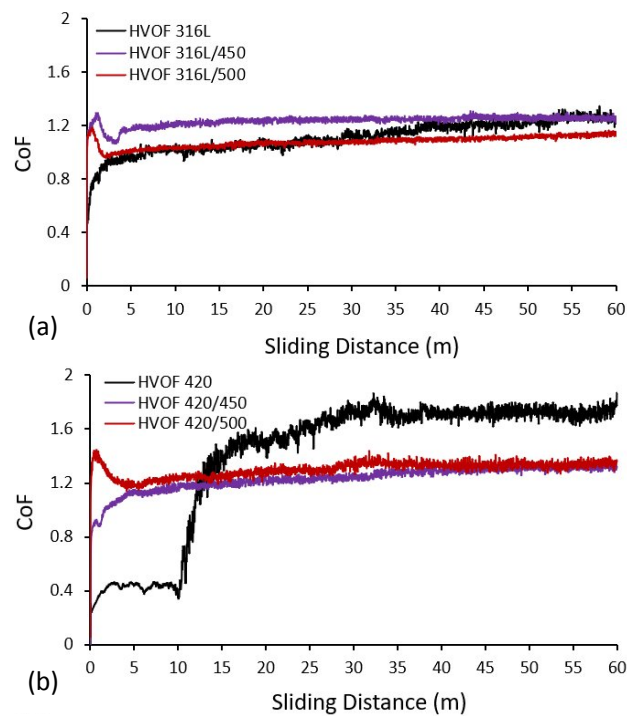 2
HVOF 316L
HVOF 316L/450
HVOF 316L/500
1.6
1.2
CoF
0.8
0.4
0
0 5 10 15 20 25 30 35 40 45 50 55 60
(a)
Sliding Distance (m)
2
HVOF 420
HVOF 420/450
HVOF 420/500
1.6
1.2
CoF
0.8
0.4
0
0 5 10 15 20 25 30 35 40 45 50 55 60
(b)
Sliding Distance (m)